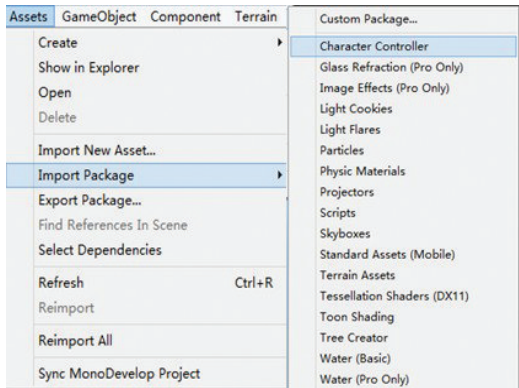 Assets GameObject Component Terrain
Create
Show in Explorer
Open
Delete
Import New Asset...
Import Package
Export Package...
Find References In Scene
Select Dependencies
Refresh Ctrl+R
Reimport
Reimport All
Sync MonoDevelop Project
Custom Package...
Character Controller
Glass Refraction (Pro Only)
Image Effects (Pro Only)
Light Cookies
Light Flares
Particles
Physic Materials
Projectors
Scripts
Skyboxes
Standard Assets (Mobile)
Terrain Assets
Tessellation Shaders (DX11)
Toon Shading
Tree Creator
Water (Basic)
Water (Pro Only)